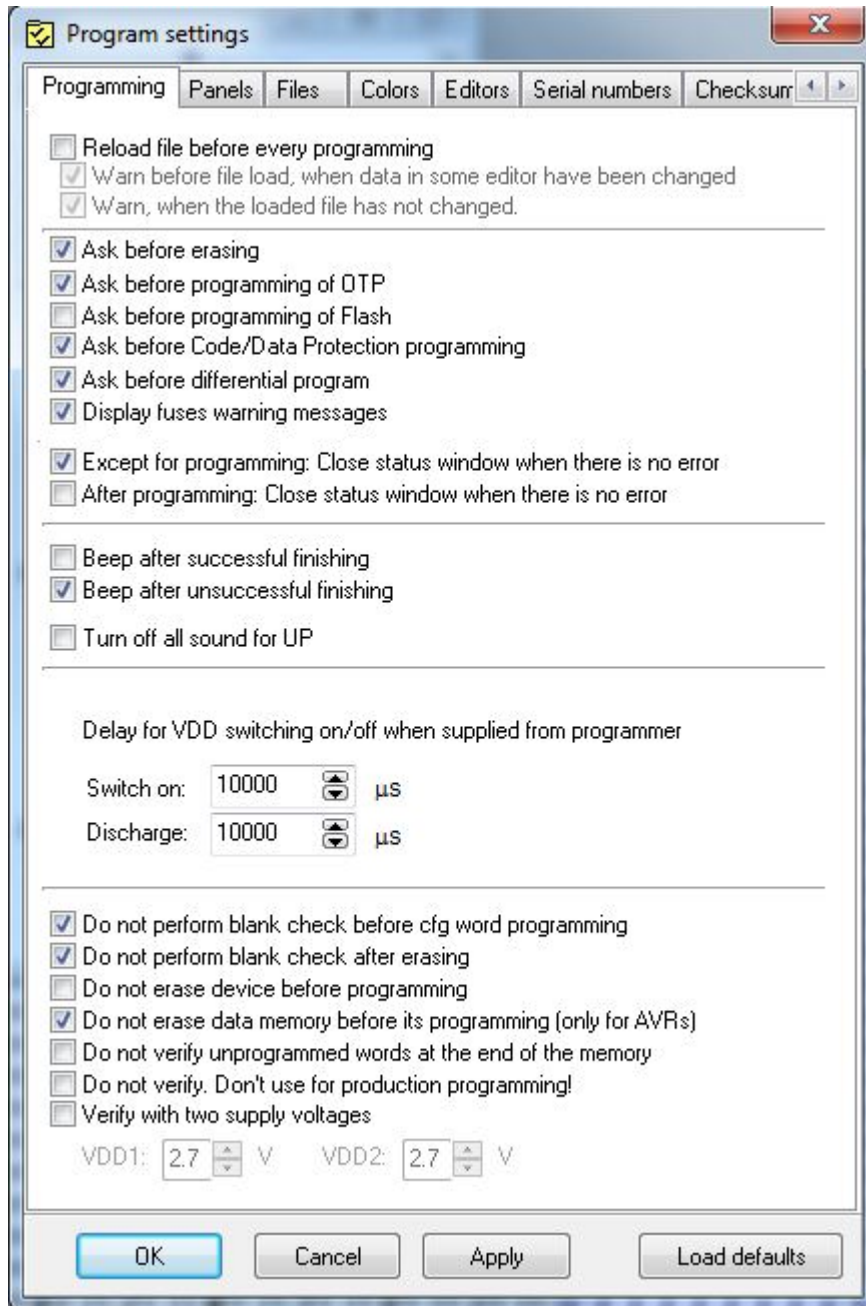 Program settings
Programming Panels Files Colors Editors Serial numbers Checksum
Reload file before every programming
Warn before file load, when data in some editor have been changed
Warn, when the loaded file has not changed.
Ask before erasing
Ask before programming of OTP
Ask before programming of Flash
Ask before Code/Data Protection programming
Ask before differential program
Display fuses warning messages
Except for programming: Close status window when there is no error
After programming: Close status window when there is no error
Beep after successful finishing
Beep after unsuccessful finishing
Turn off all sound for UP
Delay for VDD switching on/off when supplied from programmer
Switch on: 10000 µs
Discharge: 10000 µs
Do not perform blank check before cfg word programming
Do not perform blank check after erasing
Do not erase device before programming
Do not erase data memory before its programming (only for AVRs)
Do not verify unprogrammed words at the end of the memory
Do not verify. Don't use for production programming!
Verify with two supply voltages
VDD1: 2.7 V VDD2: 2.7 V
OK Cancel Apply Load defaults